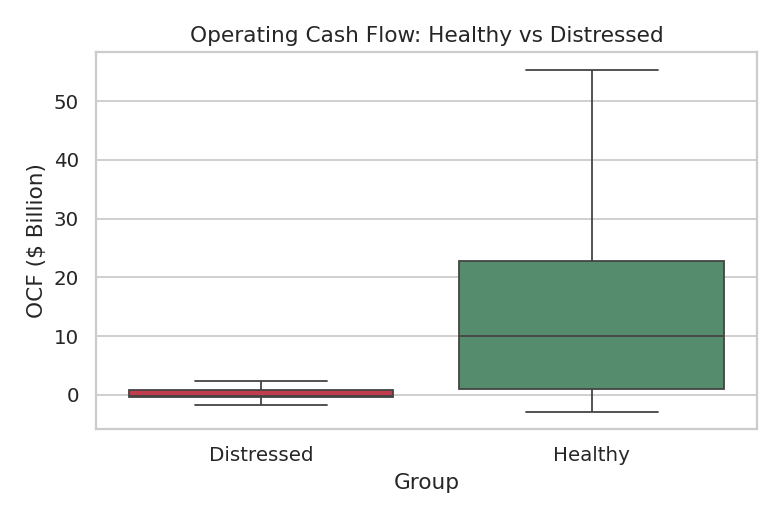 Operating Cash Flow: Healthy vs Distressed
OCF ($ Billion)
50
40
30
20
10
0
Distressed Healthy
Group